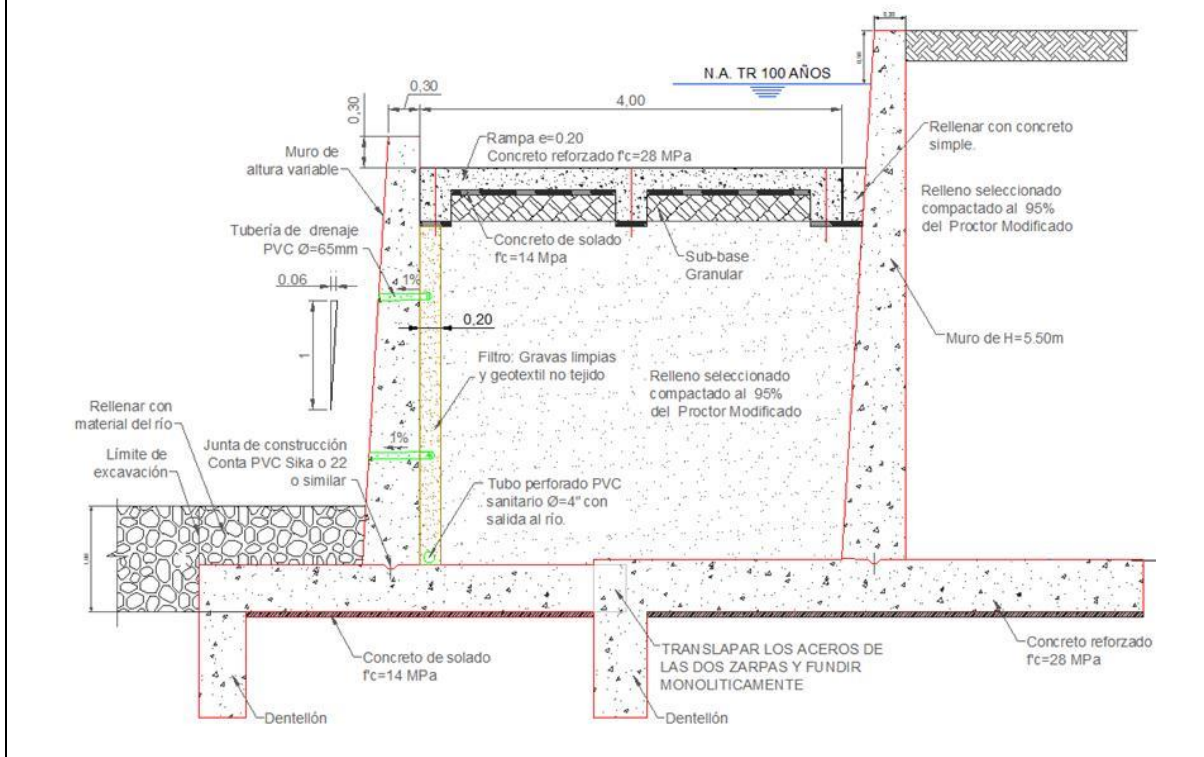 0,30
N.A. TR 100 AÑOS
0,30
0,30
4,00
Rampa e=0.20
Concreto reforzado f'c=28 MPa
Muro de
altura variable
Rellenar con concreto
simple.
Relleno seleccionado
compactado al 95%
del Proctor Modificado
Tubería de drenaje
PVC Ø=65mm
Concreto de solado
f'c=14 Mpa
Sub-base
Granular
0.06
1%
0,20
1
Muro de H=5.50m
Filtro: Gravas limpias
y geotextil no tejido
Relleno seleccionado
compactado al 95%
del Proctor Modificado
Rellenar con
material del río
Junta de construcción
Conta PVC Sika o 22
o similar
1%
Límite de
excavación
Tubo perforado PVC
sanitario Ø=4" con
salida al río.
1,00
Concreto de solado
f'c=14 MPa
TRANSLAPAR LOS ACEROS DE
LAS DOS ZARPAS Y FUNDIR
MONOLITICAMENTE
Concreto reforzado
f'c=28 MPa
Dentellón
Dentellón